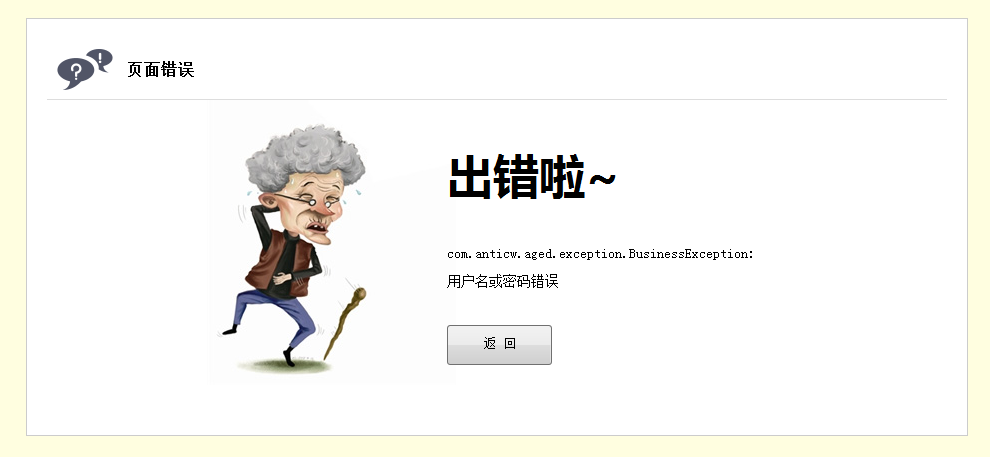 页面错误
出错啦~
com.anticw.aged.exception.BusinessException:
用户名或密码错误
返 回